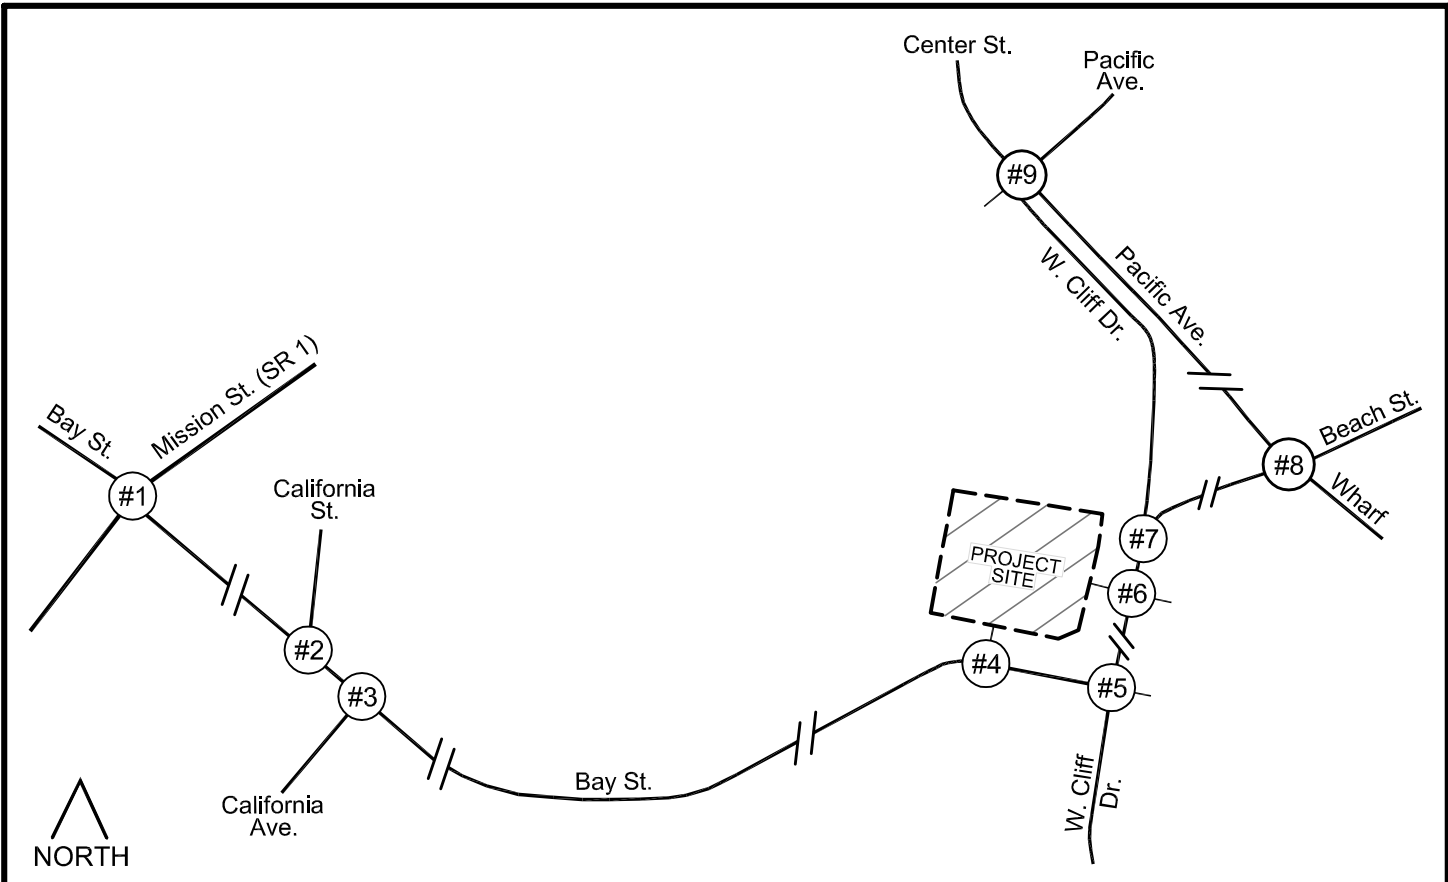 Center St.
Pacific
Ave.
#9
W. Cliff Dr.
Pacific Ave.
Mission St. (SR 1)
Bay St.
Beach St.
#8
Wharf
#1
California
St.
#7
PROJECT
SITE
#6
#2
#4
#5
#3
Bay St.
W. Cliff
Dr.
California
Ave.
NORTH